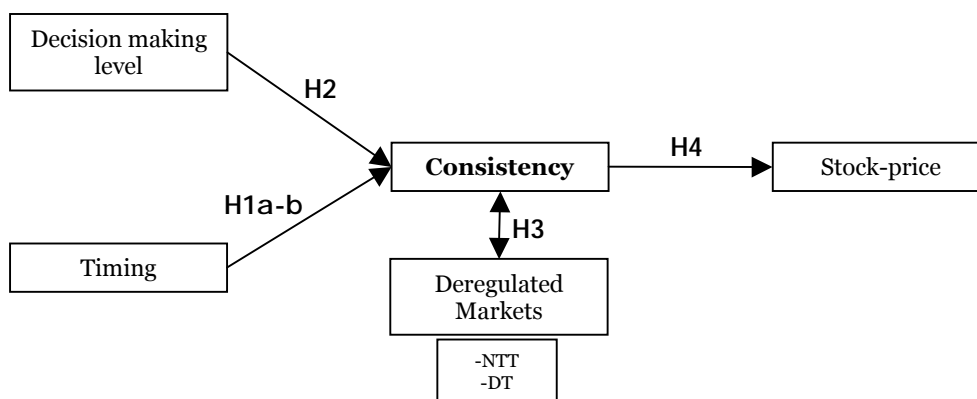 Decision making
level
H2
Consistency
H4
Stock-price
H1a-b
H3
Timing
Deregulated
Markets
-NTT
-DT